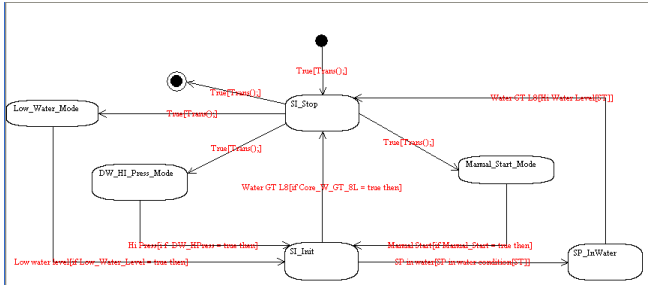 True[Trans();]
Water GT L8[Hi Water Level[ST]]
True[Trans();]
SI_Stop
Low_Water_Mode
True[Trans();]
True[Trans();]
True[Trans();]
DW_HI_Press_Mode
Manual_Start_Mode
Water GT L8[if Core_W_GT_8L = true then]
Hi Press[if DW_HPress = true then]
Manual Start[if Manual_Start = true then]
Low water level[if Low_Water_Level = true then]
SI_Init
SP in water[SP in water condition[ST]]
SP_InWater